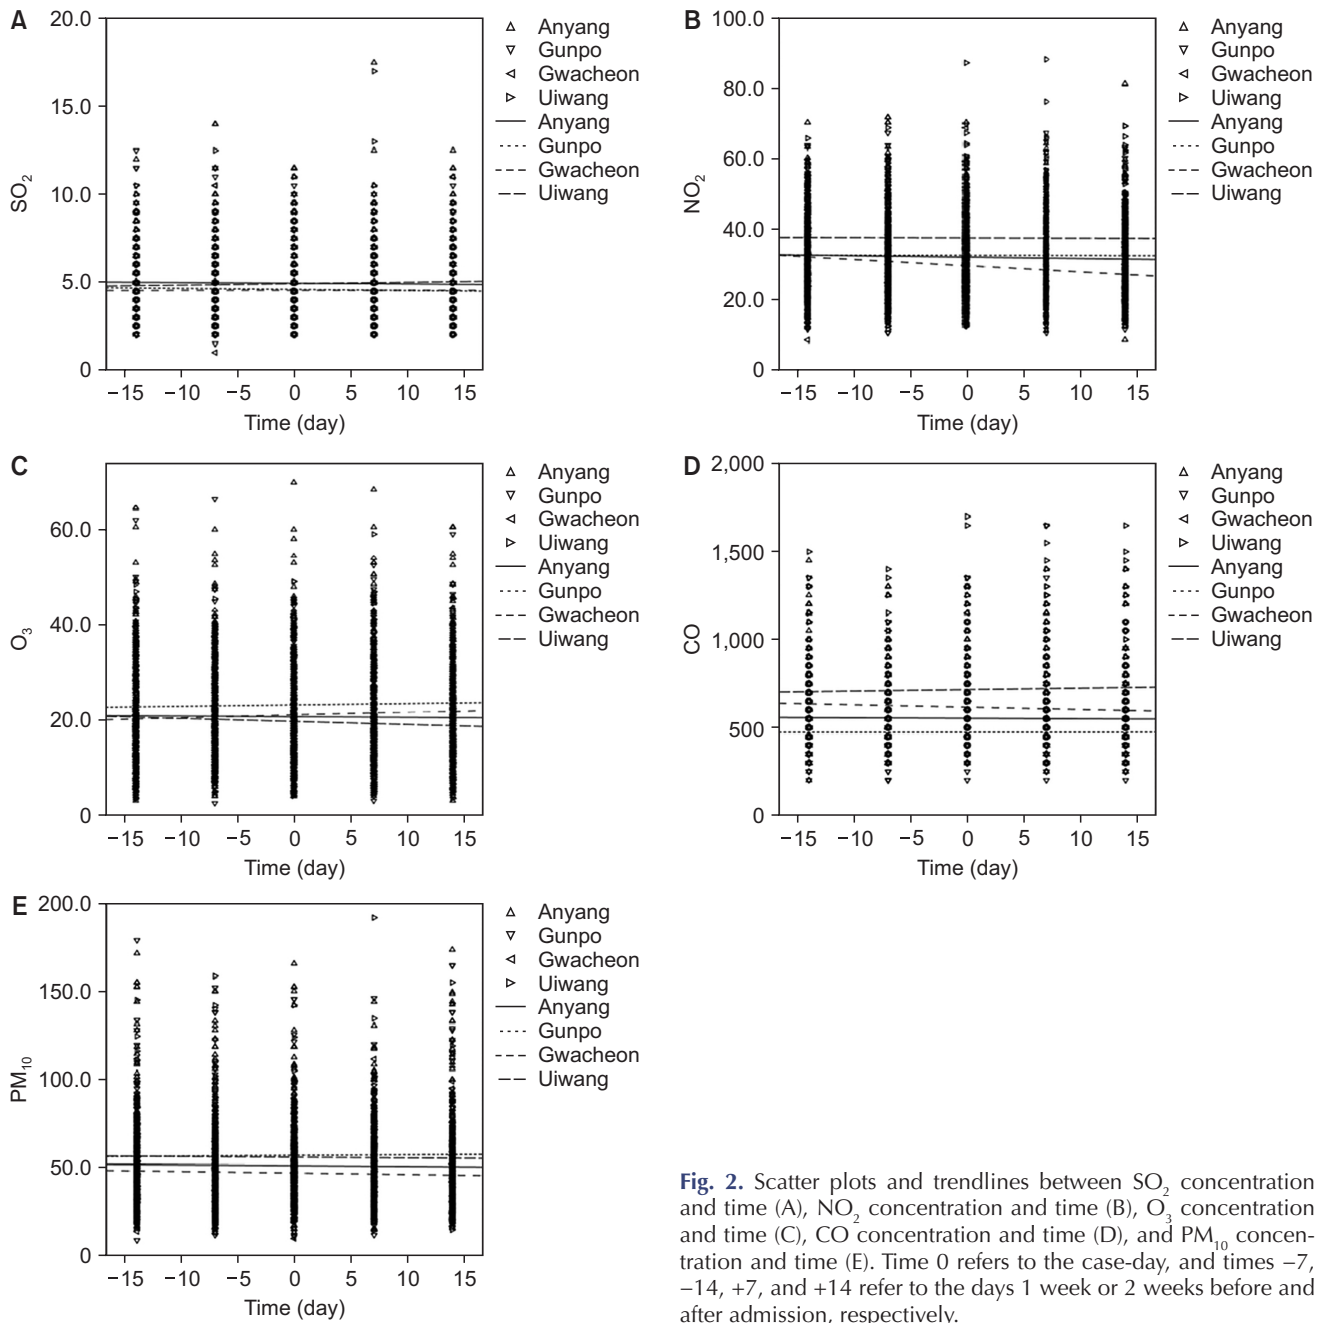 A
20.0
15.0
10.0
5.0
0
SO2
−15 −10 −5 0 5 10 15
Time (day)
Anyang
Gunpo
Gwacheon
Uiwang
Anyang
Gunpo
Gwacheon
Uiwang
B
100.0
80.0
60.0
40.0
20.0
0
NO2
−15 −10 −5 0 5 10 15
Time (day)
Anyang
Gunpo
Gwacheon
Uiwang
Anyang
Gunpo
Gwacheon
Uiwang
C
60.0
40.0
20.0
0
O3
−15 −10 −5 0 5 10 15
Time (day)
Anyang
Gunpo
Gwacheon
Uiwang
Anyang
Gunpo
Gwacheon
Uiwang
D
2,000
1,500
1,000
500
0
CO
−15 −10 −5 0 5 10 15
Time (day)
Anyang
Gunpo
Gwacheon
Uiwang
Anyang
Gunpo
Gwacheon
Uiwang
E
200.0
150.0
100.0
50.0
0
PM10
−15 −10 −5 0 5 10 15
Time (day)
Anyang
Gunpo
Gwacheon
Uiwang
Anyang
Gunpo
Gwacheon
Uiwang
Fig. 2. Scatter plots and trendlines between SO2 concentration
and time (A), NO2 concentration and time (B), O3 concentration
and time (C), CO concentration and time (D), and PM10 concen-
tration and time (E). Time 0 refers to the case-day, and times −7,
−14, +7, and +14 refer to the days 1 week or 2 weeks before and
after admission, respectively.